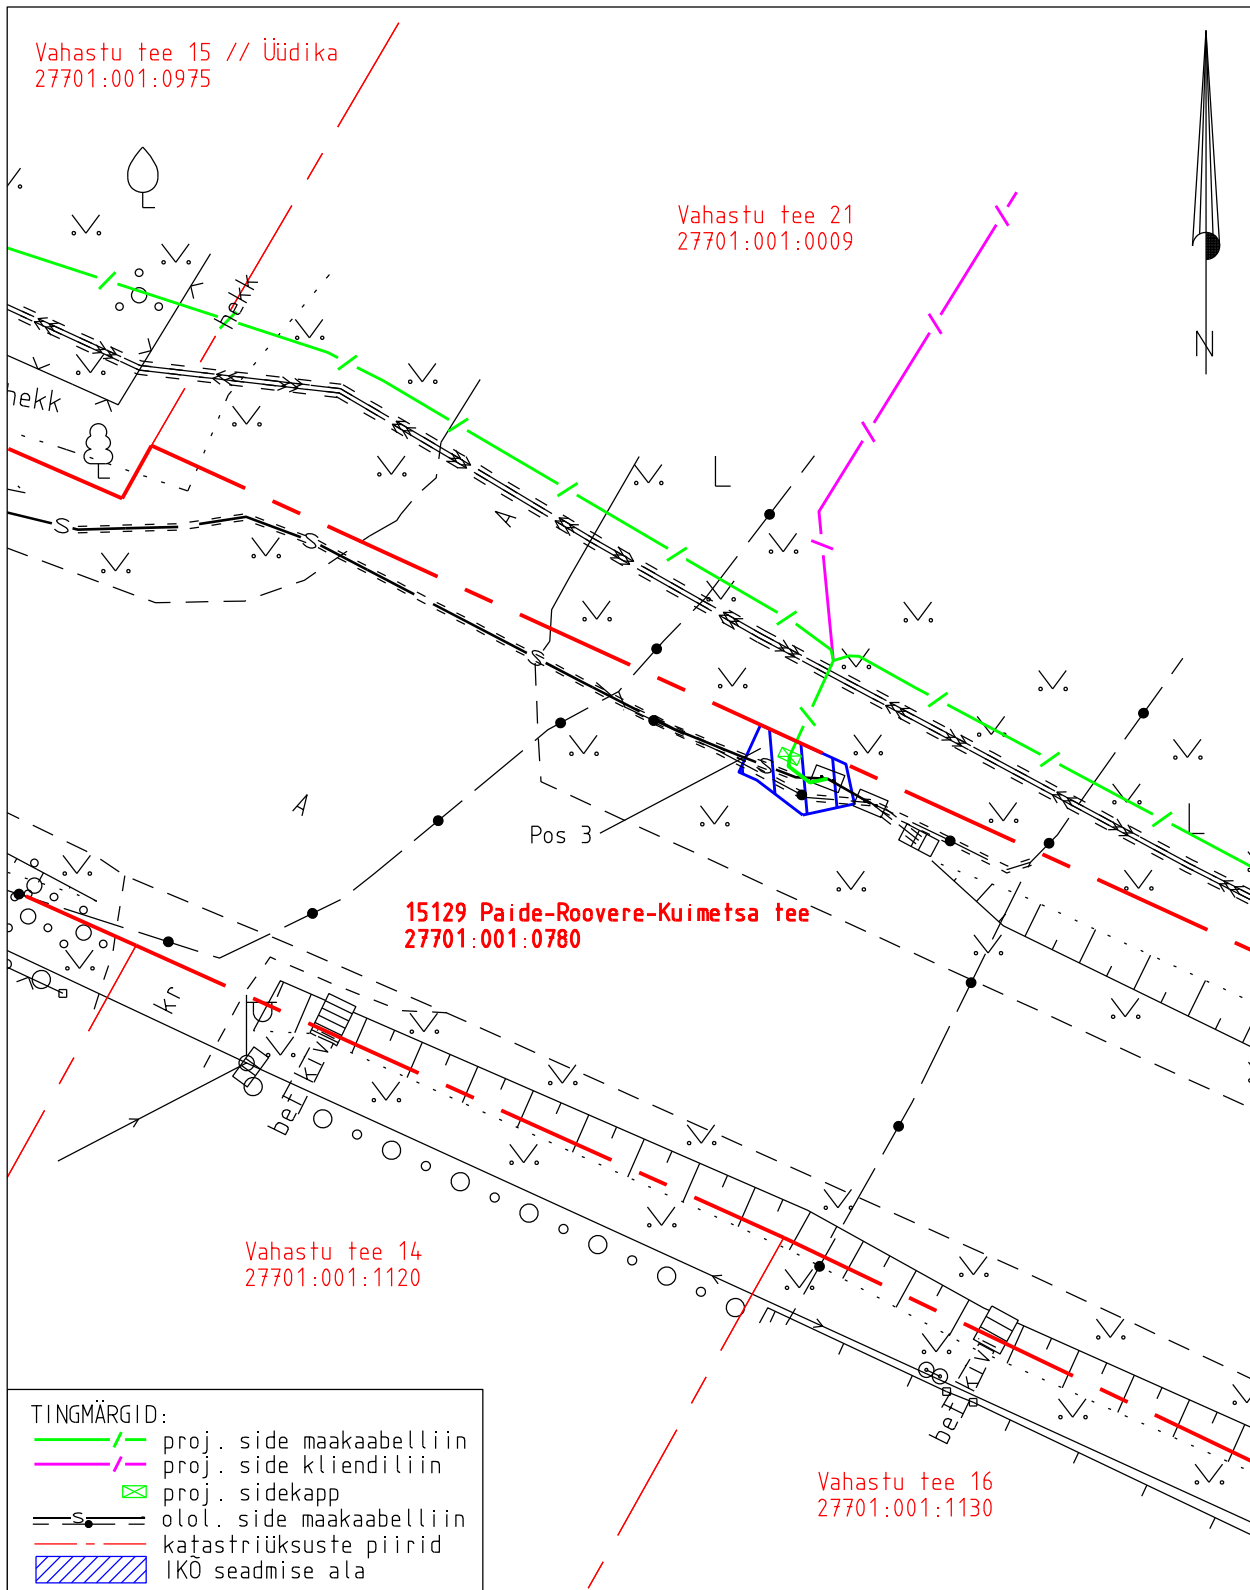 Vahastu tee 15 // Üüdika
27701:001:0975
Vahastu tee 21
27701:001:0009
N
hekk
hekk
L
A
S
S
S
S
L
A
Pos 3
15129 Paide-Roovere-Kuimetsa tee
27701:001:0780
kr
bet kivi
Vahastu tee 14
27701:001:1120
bet kivi
Vahastu tee 16
27701:001:1130
TINGMÄRGID:
proj. side maakaabelliin
proj. side kliendiliin
proj. sidekapp
S
olol. side maakaabelliin
katastriüksuste piirid
IKÕ seadmise ala